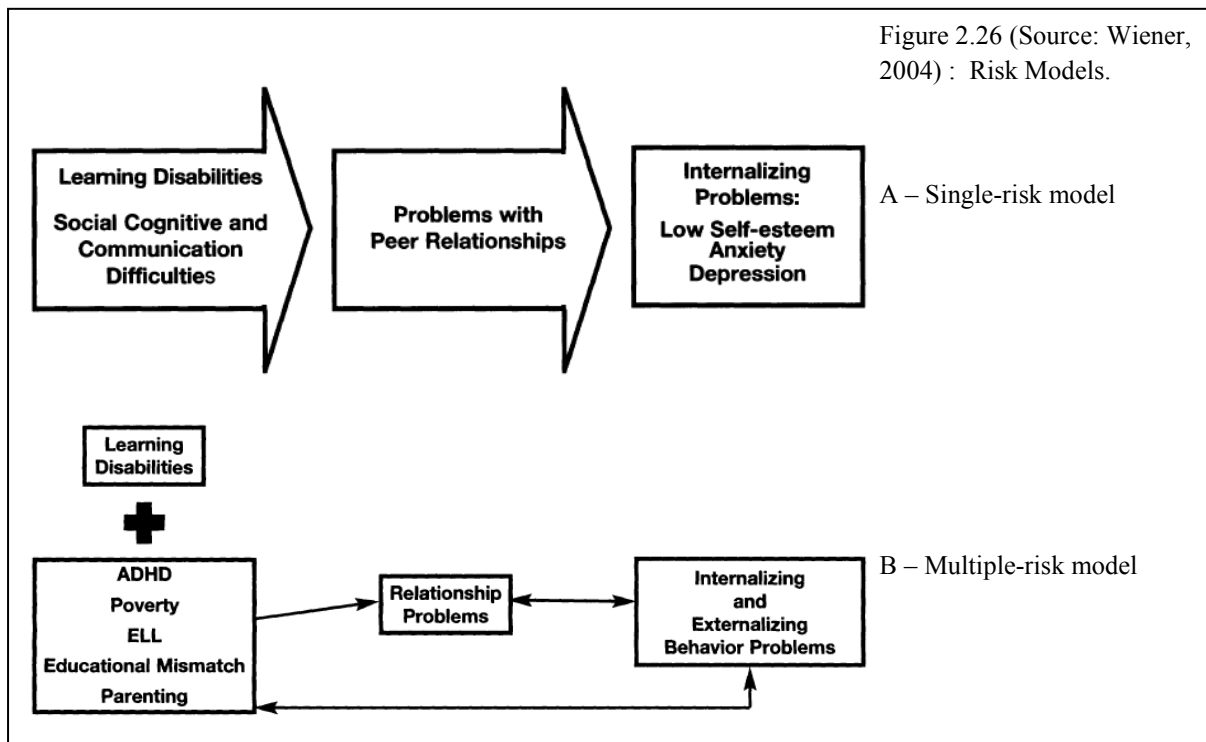 Figure 2.26 (Source: Wiener,
2004) : Risk Models.
Learning Disabilities
Social Cognitive and
Communication
Difficulties
Problems with
Peer Relationships
Internalizing
Problems:
Low Self-esteem
Anxiety
Depression
A – Single-risk model
Learning
Disabilities
ADHD
Poverty
ELL
Educational Mismatch
Parenting
Relationship
Problems
Internalizing
and
Externalizing
Behavior Problems
B – Multiple-risk model